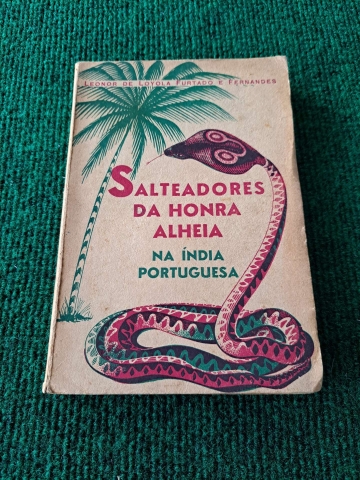 LEONOR DE LOYOLA FURTADO E FERNANDES
SALTEADORES
DA HONRA
ALHEIA
NA ÍNDIA
PORTUGUESA